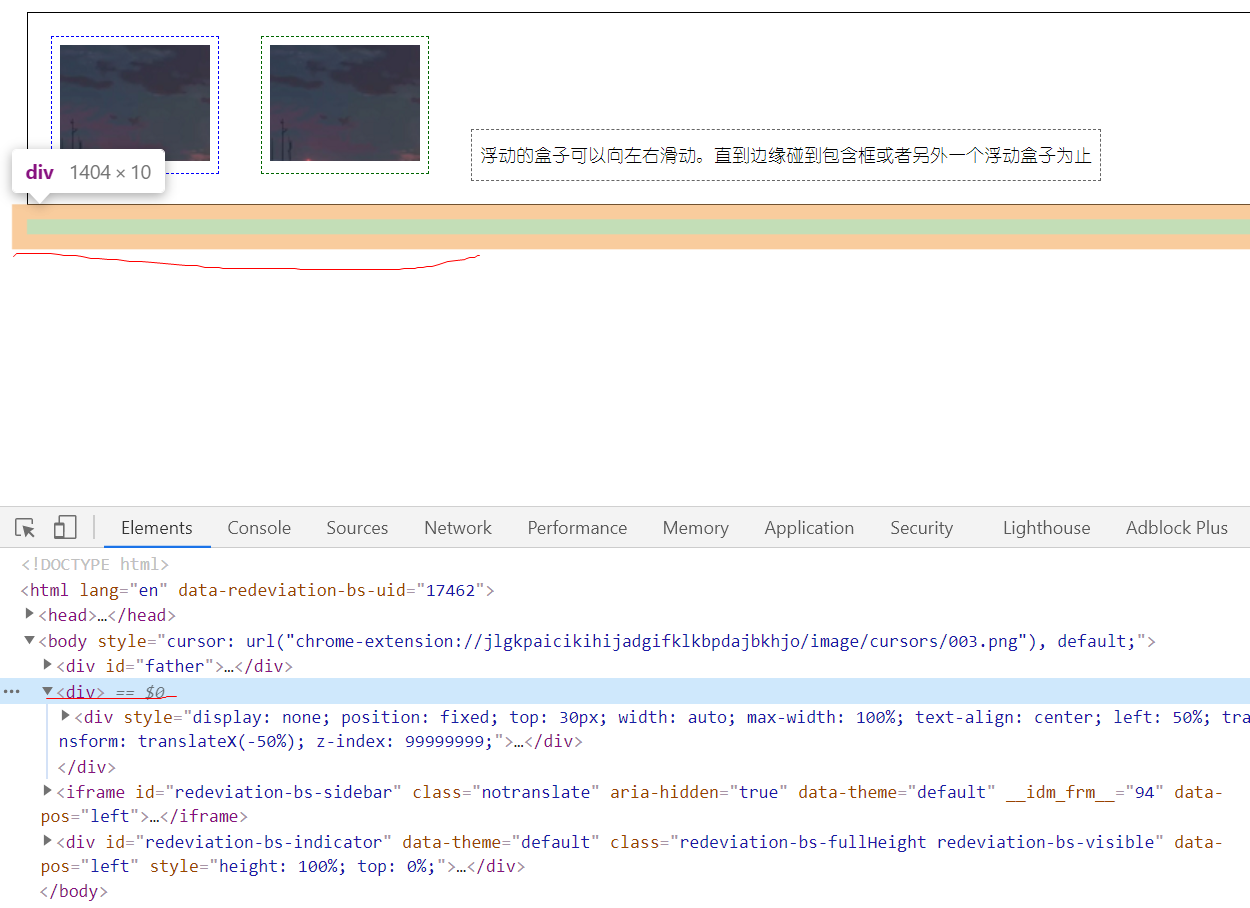 浮动的盒子可以向左右滑动。直到边缘碰到包含框或者另外一个浮动盒子为止
div 1404 × 10
Elements Console Sources Network Performance Memory Application Security Lighthouse Adblock Plus
<!DOCTYPE html>
<html lang="en" data-redeviation-bs-uid="17462">
<head>…</head>
<body style="cursor: url("chrome-extension://jlgkpaicikihijadgifklkbpdajbkhjo/image/cursors/003.png"), default;">
<div id="father">…</div>
<div> == $0
<div style="display: none; position: fixed; top: 30px; width: auto; max-width: 100%; text-align: center; left: 50%; tra
nsform: translateX(-50%); z-index: 99999999;">…</div>
</div>
<iframe id="redeviation-bs-sidebar" class="notranslate" aria-hidden="true" data-theme="default" __idm_frm__="94" data-
pos="left">…</iframe>
<div id="redeviation-bs-indicator" data-theme="default" class="redeviation-bs-fullHeight redeviation-bs-visible" data-
pos="left" style="height: 100%; top: 0%;">…</div>
</body>